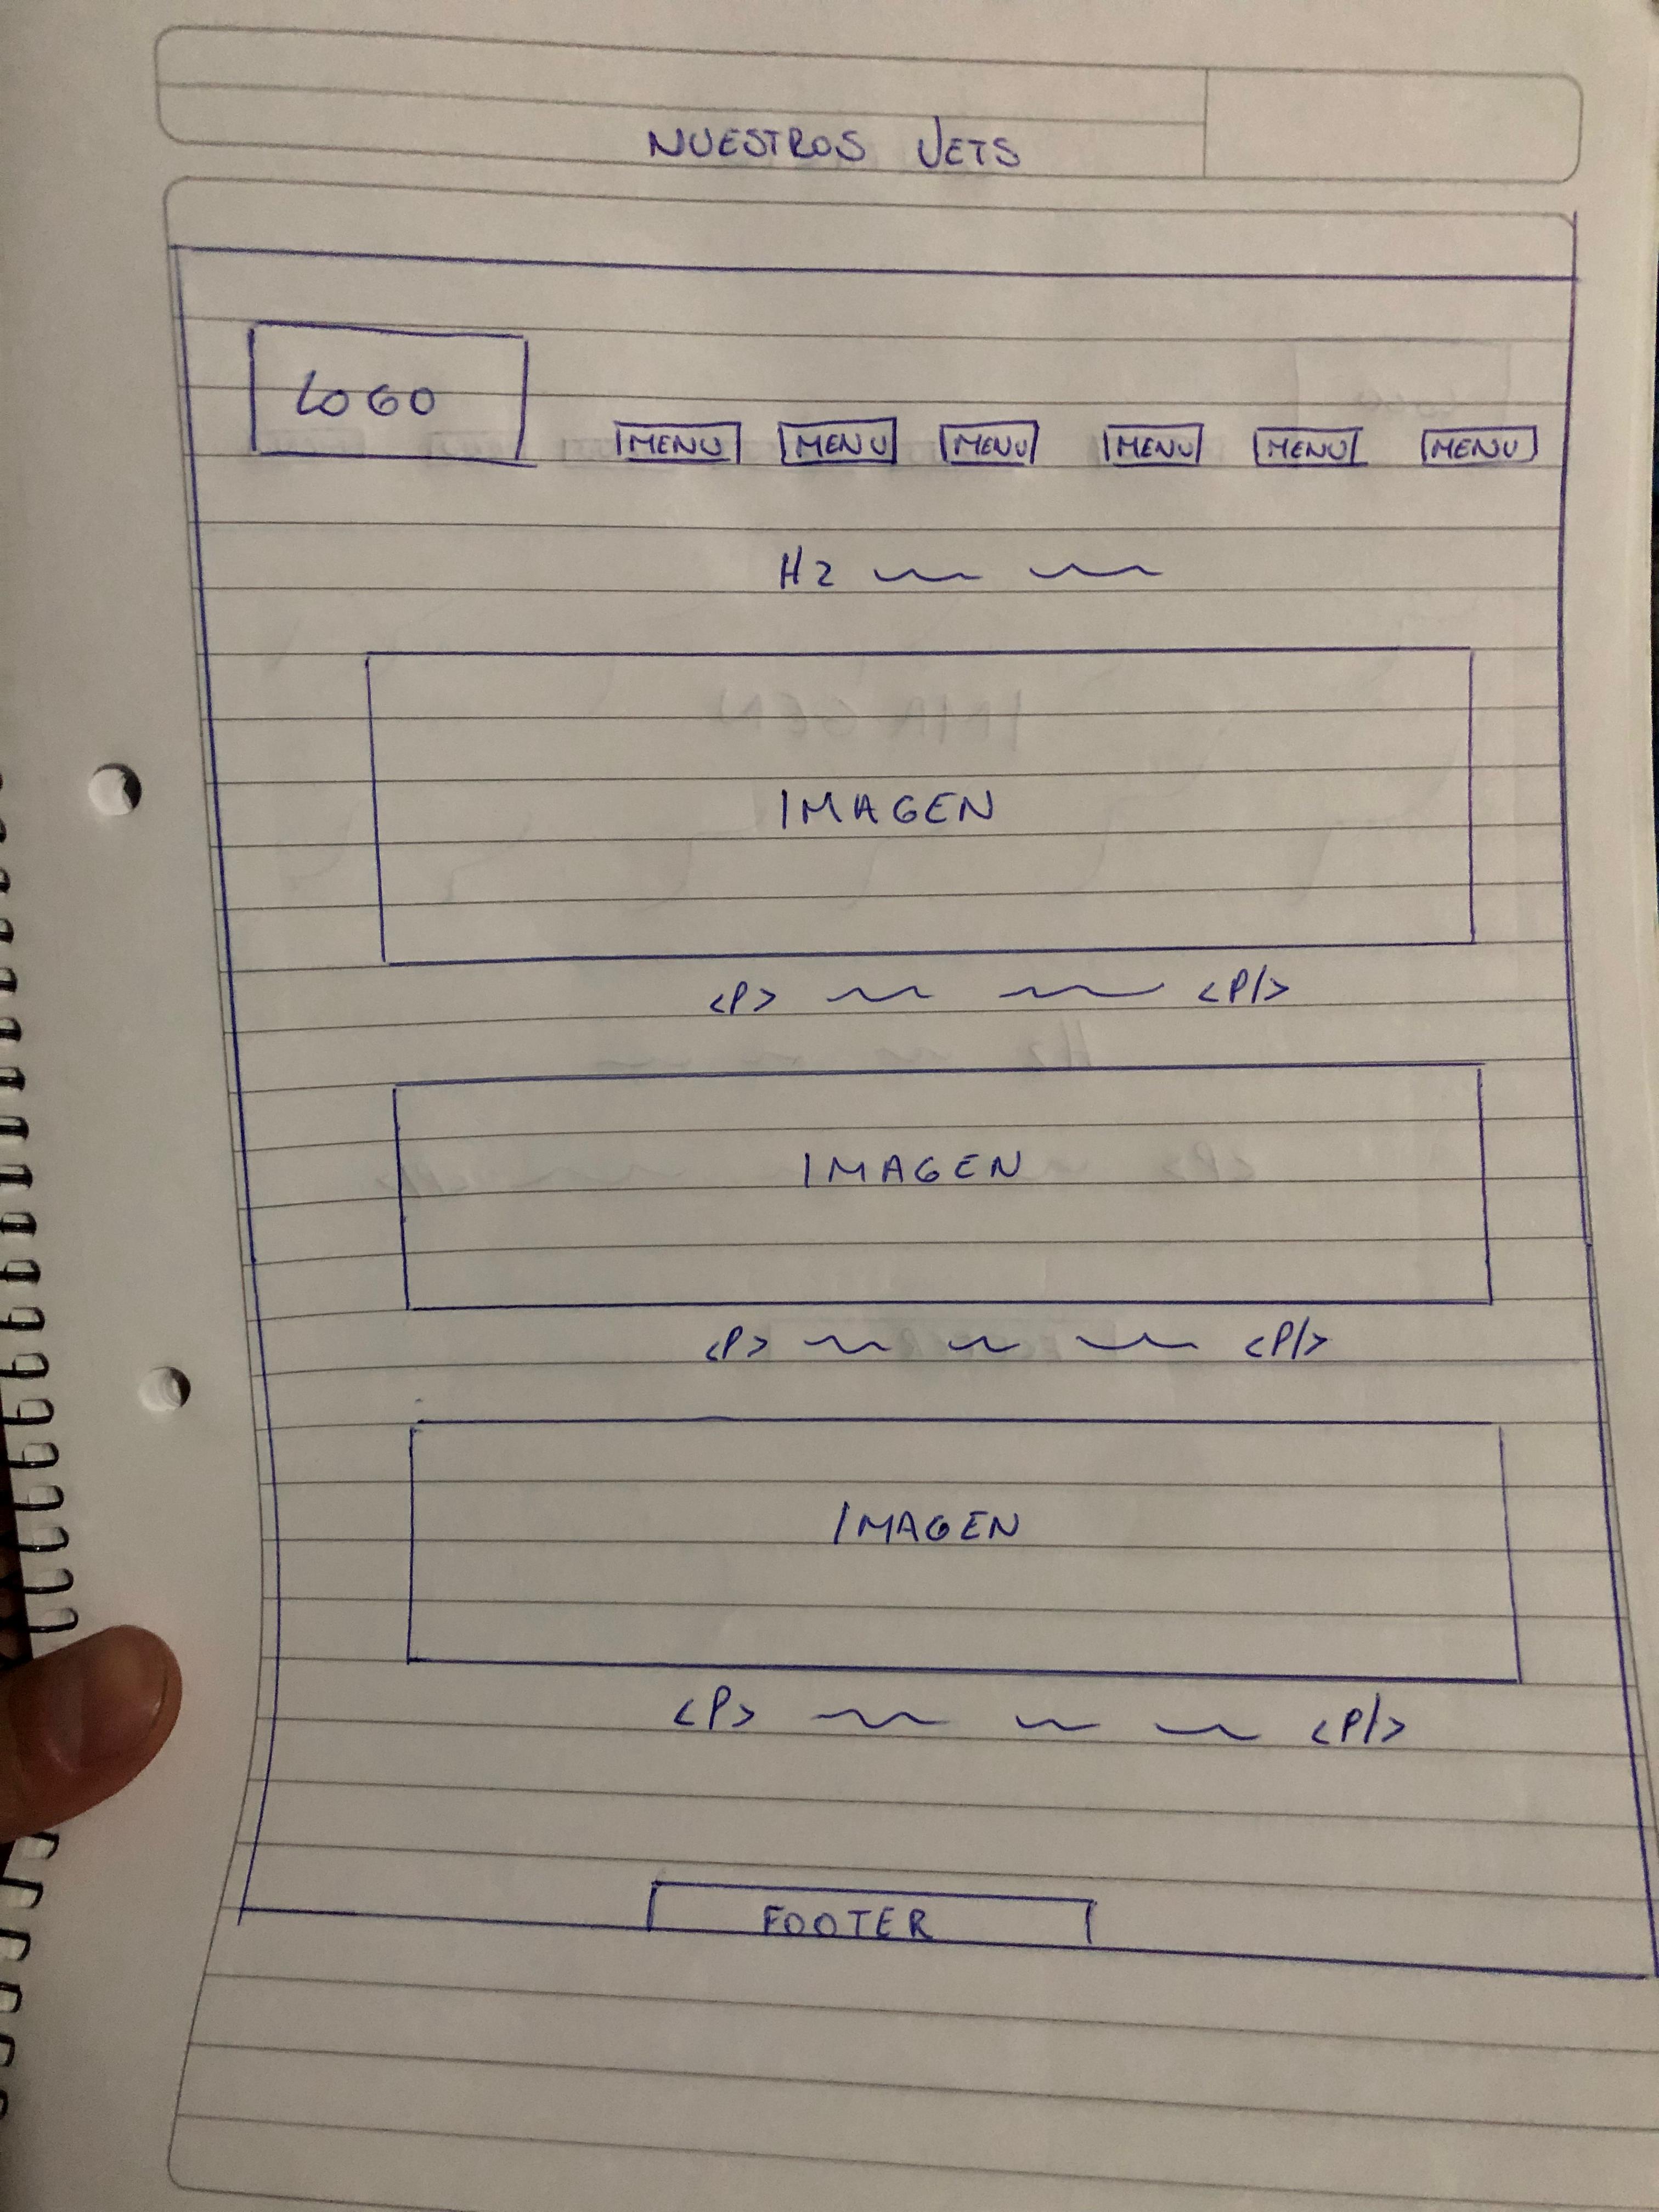 NUESTROS JETS
LOGO
MENU MENU MENU MENU MENU MENU
H2
IMAGEN
<P> <P/>
IMAGEN
<P> <P/>
IMAGEN
<P> <P/>
FOOTER